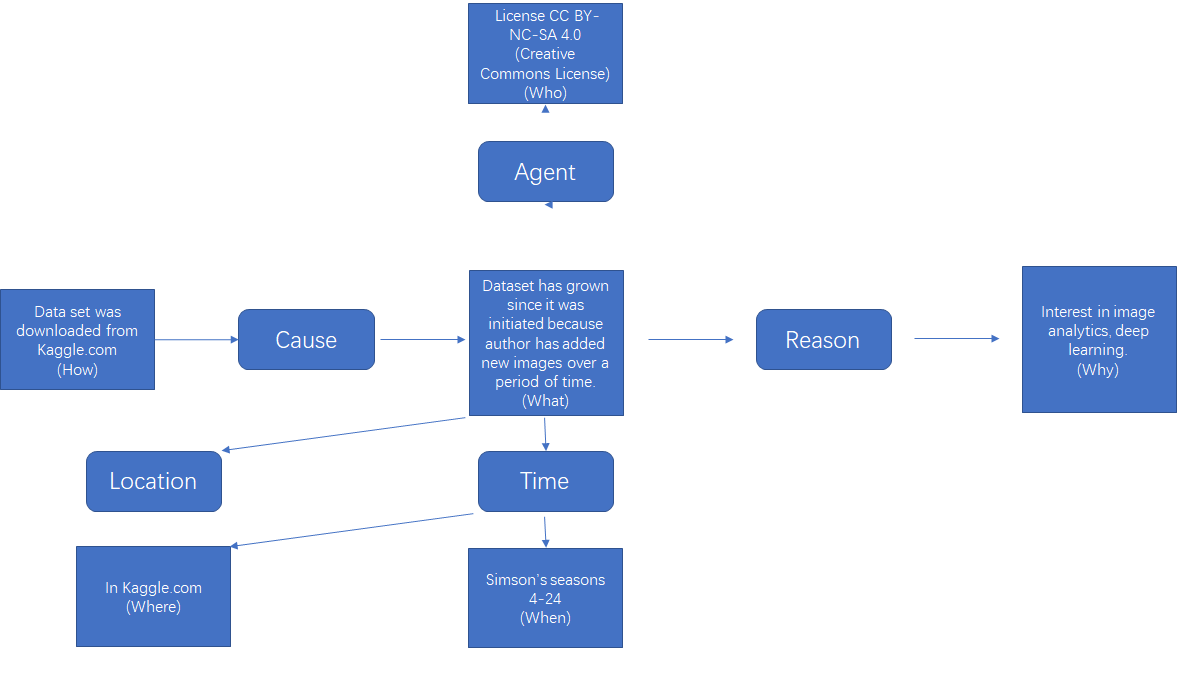 License CC BY-
NC-SA 4.0
(Creative
Commons License)
(Who)
Agent
Data set was
downloaded from
Kaggle.com
(How)
Cause
Dataset has grown
since it was
initiated because
author has added
new images over a
period of time.
(What)
Reason
Interest in image
analytics, deep
learning.
(Why)
Location
Time
In Kaggle.com
(Where)
Simson's seasons
4-24
(When)